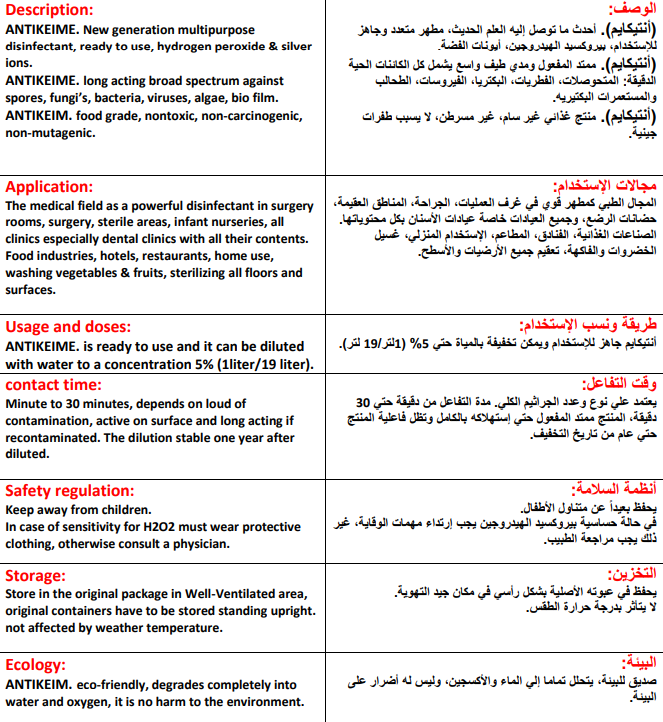 Description:
ANTIKEIME. New generation multipurpose
disinfectant, ready to use, hydrogen peroxide & silver
ions.
ANTIKEIME. long acting broad spectrum against
spores, fungi's, bacteria, viruses, algae, bio film.
ANTIKEIM. food grade, nontoxic, non-carcinogenic,
non-mutagenic.
الوصف:
(أنتيكايم). أحدث ما توصل إليه العلم الحديث، مطهر متعدد وجاهز
للإستخدام، بيروكسيد الهيدروجين، أيونات الفضة.
(أنتيكايم). ممتد المفعول ومدي طيف واسع يشمل كل الكائنات الحية
الدقيقة: المتحوصلات، الفطريات، البكتريا، الفيروسات، الطحالب
والمستعمرات البكتيريه.
(أنتيكايم). منتج غذائي غير سام، غير مسرطن، لا يسبب طفرات
جينية.
Application:
The medical field as a powerful disinfectant in surgery
rooms, surgery, sterile areas, infant nurseries, all
clinics especially dental clinics with all their contents.
Food industries, hotels, restaurants, home use,
washing vegetables & fruits, sterilizing all floors and
surfaces.
مجالات الإستخدام:
المجال الطبي كمطهر قوي في غرف العمليات، الجراحة، المناطق العقيمة،
حضانات الرضع، وجميع العيادات خاصة عيادات الأسنان بكل محتوياتها.
الصناعات الغذائية، الفنادق، المطاعم، الإستخدام المنزلي، غسيل
الخضروات والفاكهة، تعقيم جميع الأرضيات والأسطح.
Usage and doses:
ANTIKEIME. is ready to use and it can be diluted
with water to a concentration 5% (1liter/19 liter).
طريقة ونسب الإستخدام:
أنتيكايم جاهز للإستخدام ويمكن تخفيفة بالمياة حتي 5% (1لتر/19 لتر).
contact time:
Minute to 30 minutes, depends on loud of
contamination, active on surface and long acting if
recontaminated. The dilution stable one year after
diluted.
وقت التفاعل:
يعتمد علي نوع وعدد الجراثيم الكلي. مدة التفاعل من دقيقة حتي 30
دقيقة، المنتج ممتد المفعول حتي إستهلاكه بالكامل وتظل فاعلية المنتج
حتي عام من تاريخ التخفيف.
Safety regulation:
Keep away from children.
In case of sensitivity for H2O2 must wear protective
clothing, otherwise consult a physician.
أنظمة السلامة:
يحفظ بعيداً عن متناول الأطفال.
في حالة حساسية بيروكسيد الهيدروجين يجب إرتداء مهمات الوقاية، غير
ذلك يجب مراجعة الطبيب.
Storage:
Store in the original package in Well-Ventilated area,
original containers have to be stored standing upright.
not affected by weather temperature.
التخزين:
يحفظ في عبوته الأصلية بشكل رأسي في مكان جيد التهوية.
لا يتأثر بدرجة حرارة الطقس.
Ecology:
ANTIKEIM. eco-friendly, degrades completely into
water and oxygen, it is no harm to the environment.
البيئة:
صديق للبيئة، يتحلل تماما إلي الماء والأكسجين، وليس له أضرار على
البيئة.